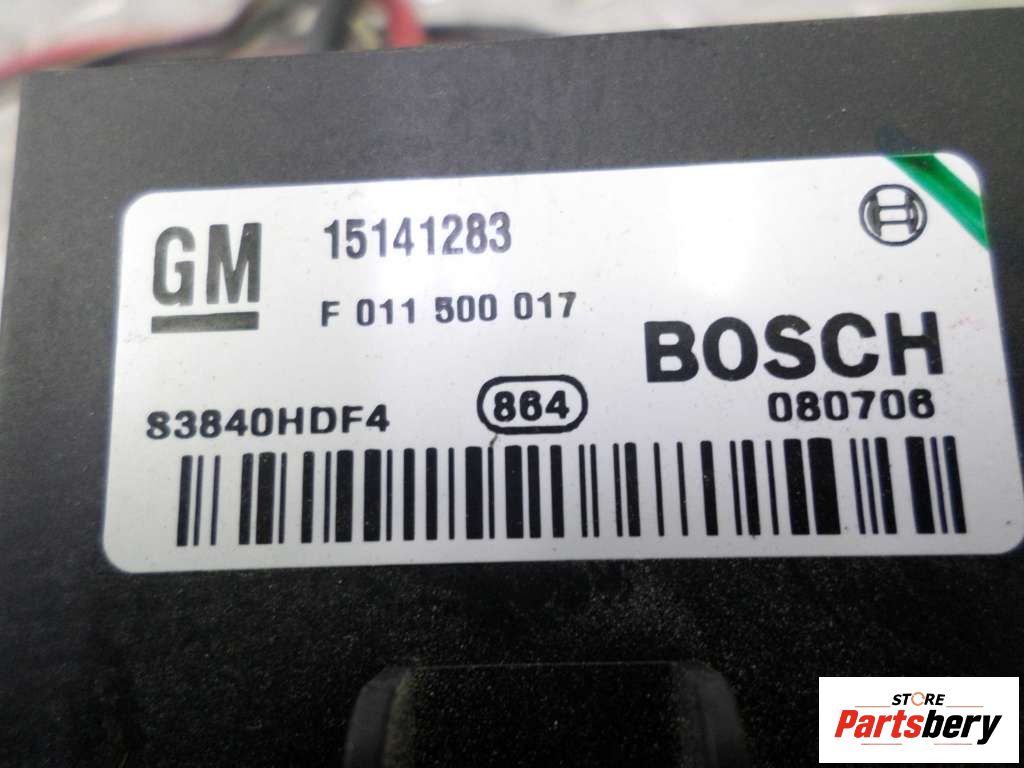 GM
15141283
F 011 500 017
BOSCH
83840HDF4
864
080706
STORE
Partsbery